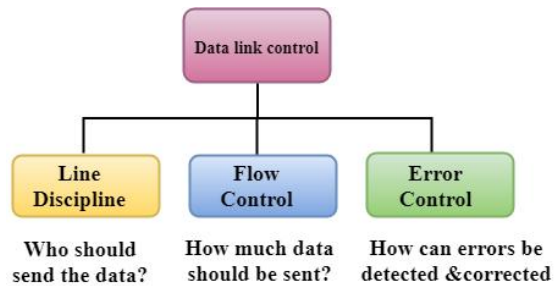 Data link control
Line
Discipline
Flow
Control
Error
Control
Who should
send the data?
How much data
should be sent?
How can errors be
detected &corrected